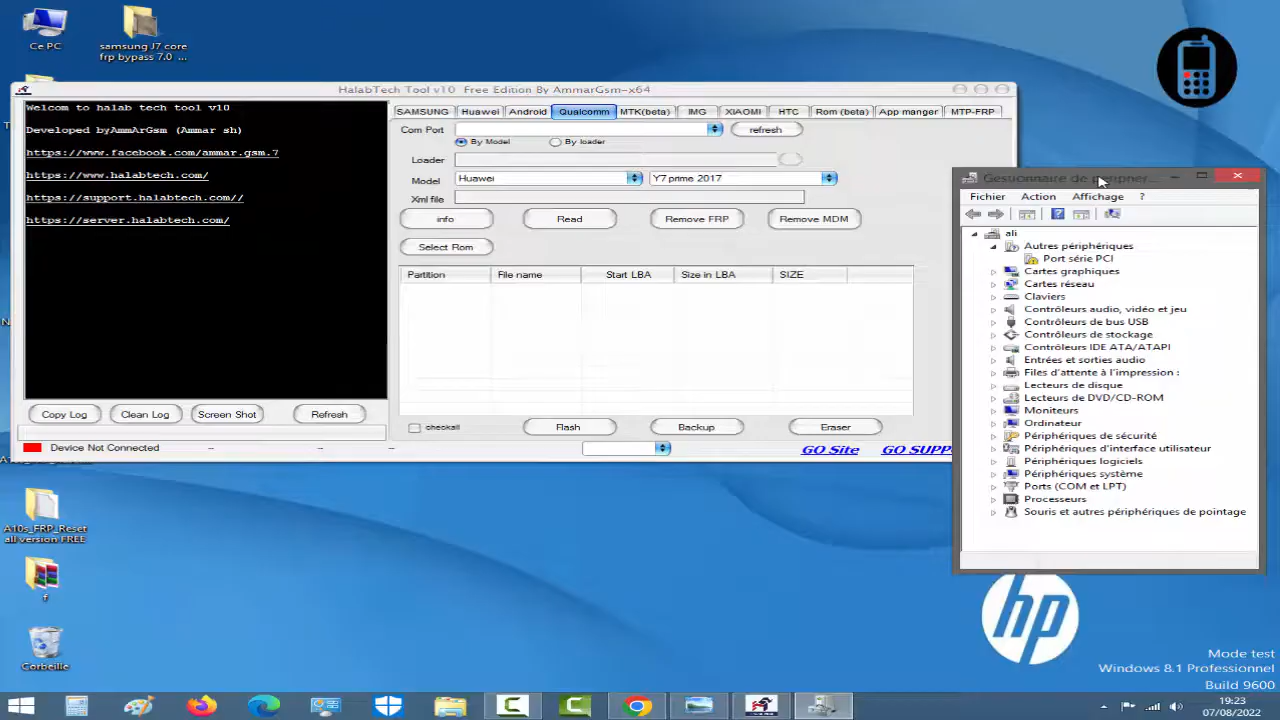 Ce PC
samsung J7 core
frp bypass 7.0 ...
HalabTech Tool v10 Free Edition By AmmarGsm-x64
Welcom to halab tech tool v10
Developed byAmmArGsm (Ammar sh)
https://www.facebook.com/ammar.gsm.7
https://www.halabtech.com/
https://support.halabtech.com//
https://server.halabtech.com/
SAMSUNG Huawei Android Qualcomm MTK(beta) IMG XIAOMI HTC Rom (beta) App manger MTP-FRP
Com Port refresh
By Model By loader
Loader
Model Huawei Y7 prime 2017
Xml file
info Read Remove FRP Remove MDM
Select Rom
Partition File name Start LBA Size in LBA SIZE
Copy Log Clean Log Screen Shot Refresh
checkall Flash Backup Eraser
Device Not Connected -- -- --
GO Site GO SUPP
Gestionnaire de périphér...
Fichier Action Affichage ?
ali
Autres périphériques
Port série PCI
Cartes graphiques
Cartes réseau
Claviers
Contrôleurs audio, vidéo et jeu
Contrôleurs de bus USB
Contrôleurs de stockage
Contrôleurs IDE ATA/ATAPI
Entrées et sorties audio
Files d'attente à l'impression :
Lecteurs de disque
Lecteurs de DVD/CD-ROM
Moniteurs
Ordinateur
Périphériques de sécurité
Périphériques d'interface utilisateur
Périphériques logiciels
Périphériques système
Ports (COM et LPT)
Processeurs
Souris et autres périphériques de pointage
A10s_FRP_Reset
all version FREE
f
Corbeille
hp
Mode test
Windows 8.1 Professionnel
Build 9600
19:23
07/08/2022